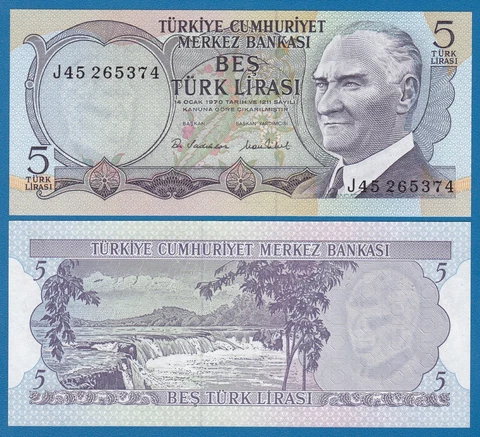 TÜRKİYE CUMHURİYET
MERKEZ BANKASI
5
TÜRK
LİRASI
J45 265374
BEŞ
TÜRK LİRASI
14 OCAK 1970 TARİH VE 1211 SAYILI
KANUNA GÖRE ÇIKARILMIŞTIR
BAŞKAN
BAŞKAN YARDIMCISI
5
TÜRK
LİRASI
J45 265374
TÜRKİYE CUMHURİYET MERKEZ BANKASI
5
5
5
5
BEŞ TÜRK LİRASI